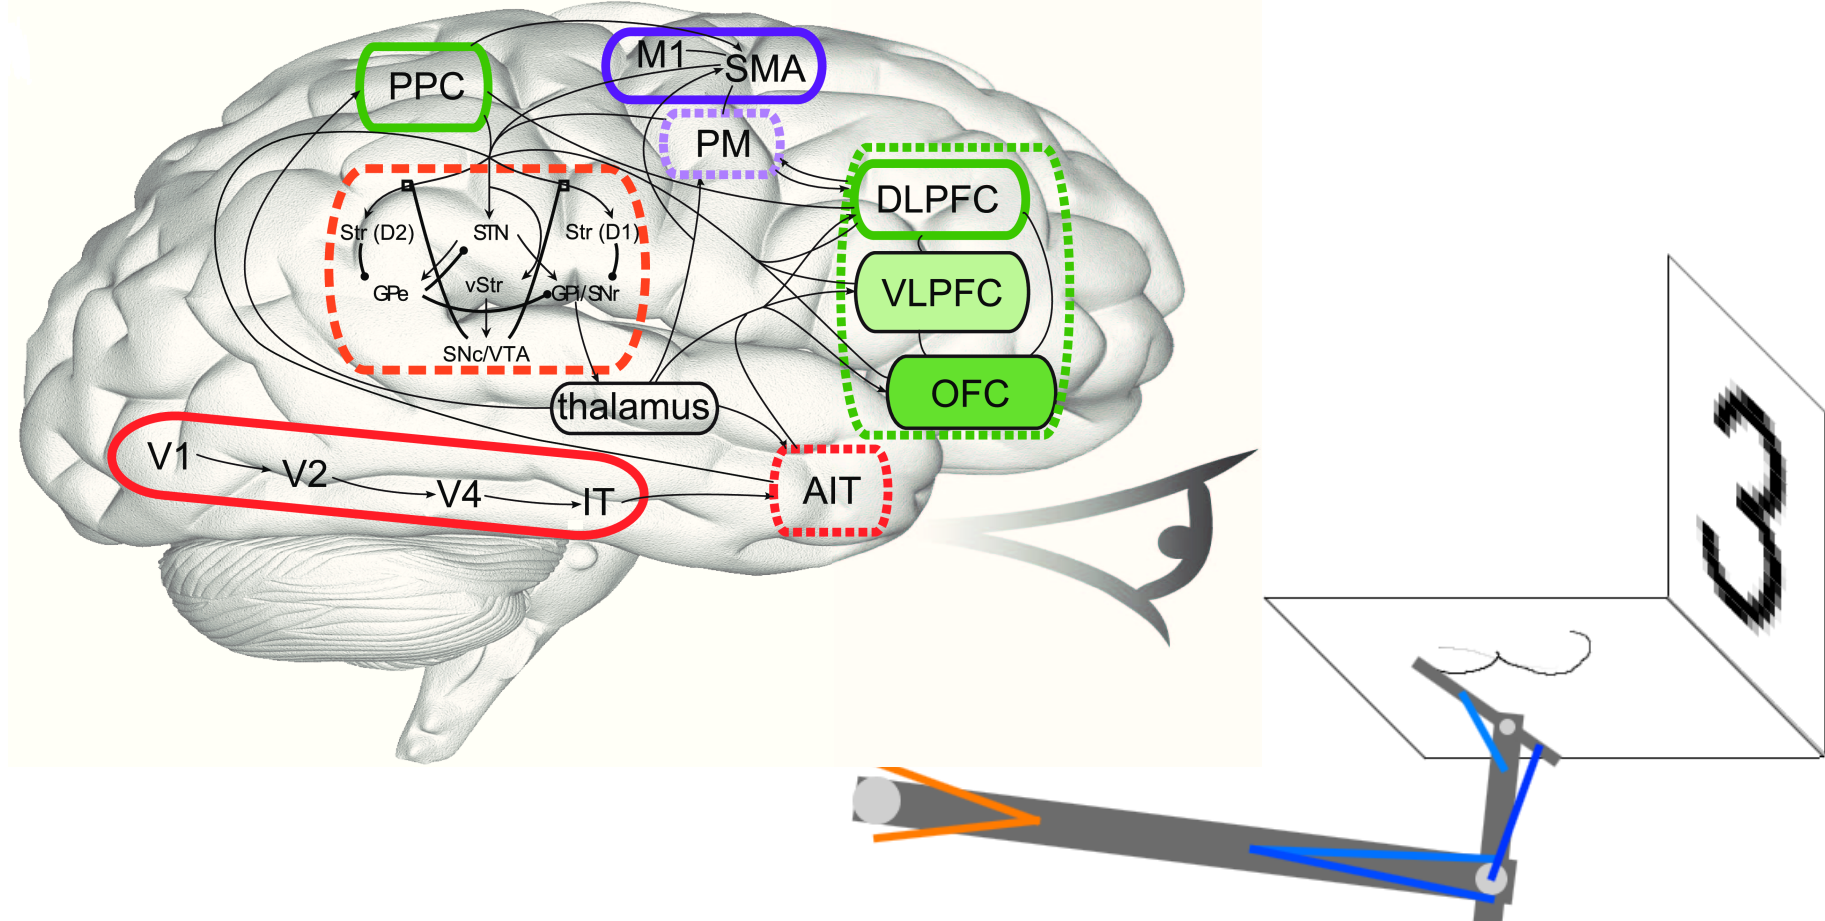 M1
SMA
PPC
PM
DLPFC
Str (D2)
STN
Str (D1)
GPe
vStr
GPi/SNr
VLPFC
SNc/VTA
OFC
thalamus
V1
V2
V4
IT
AIT
3